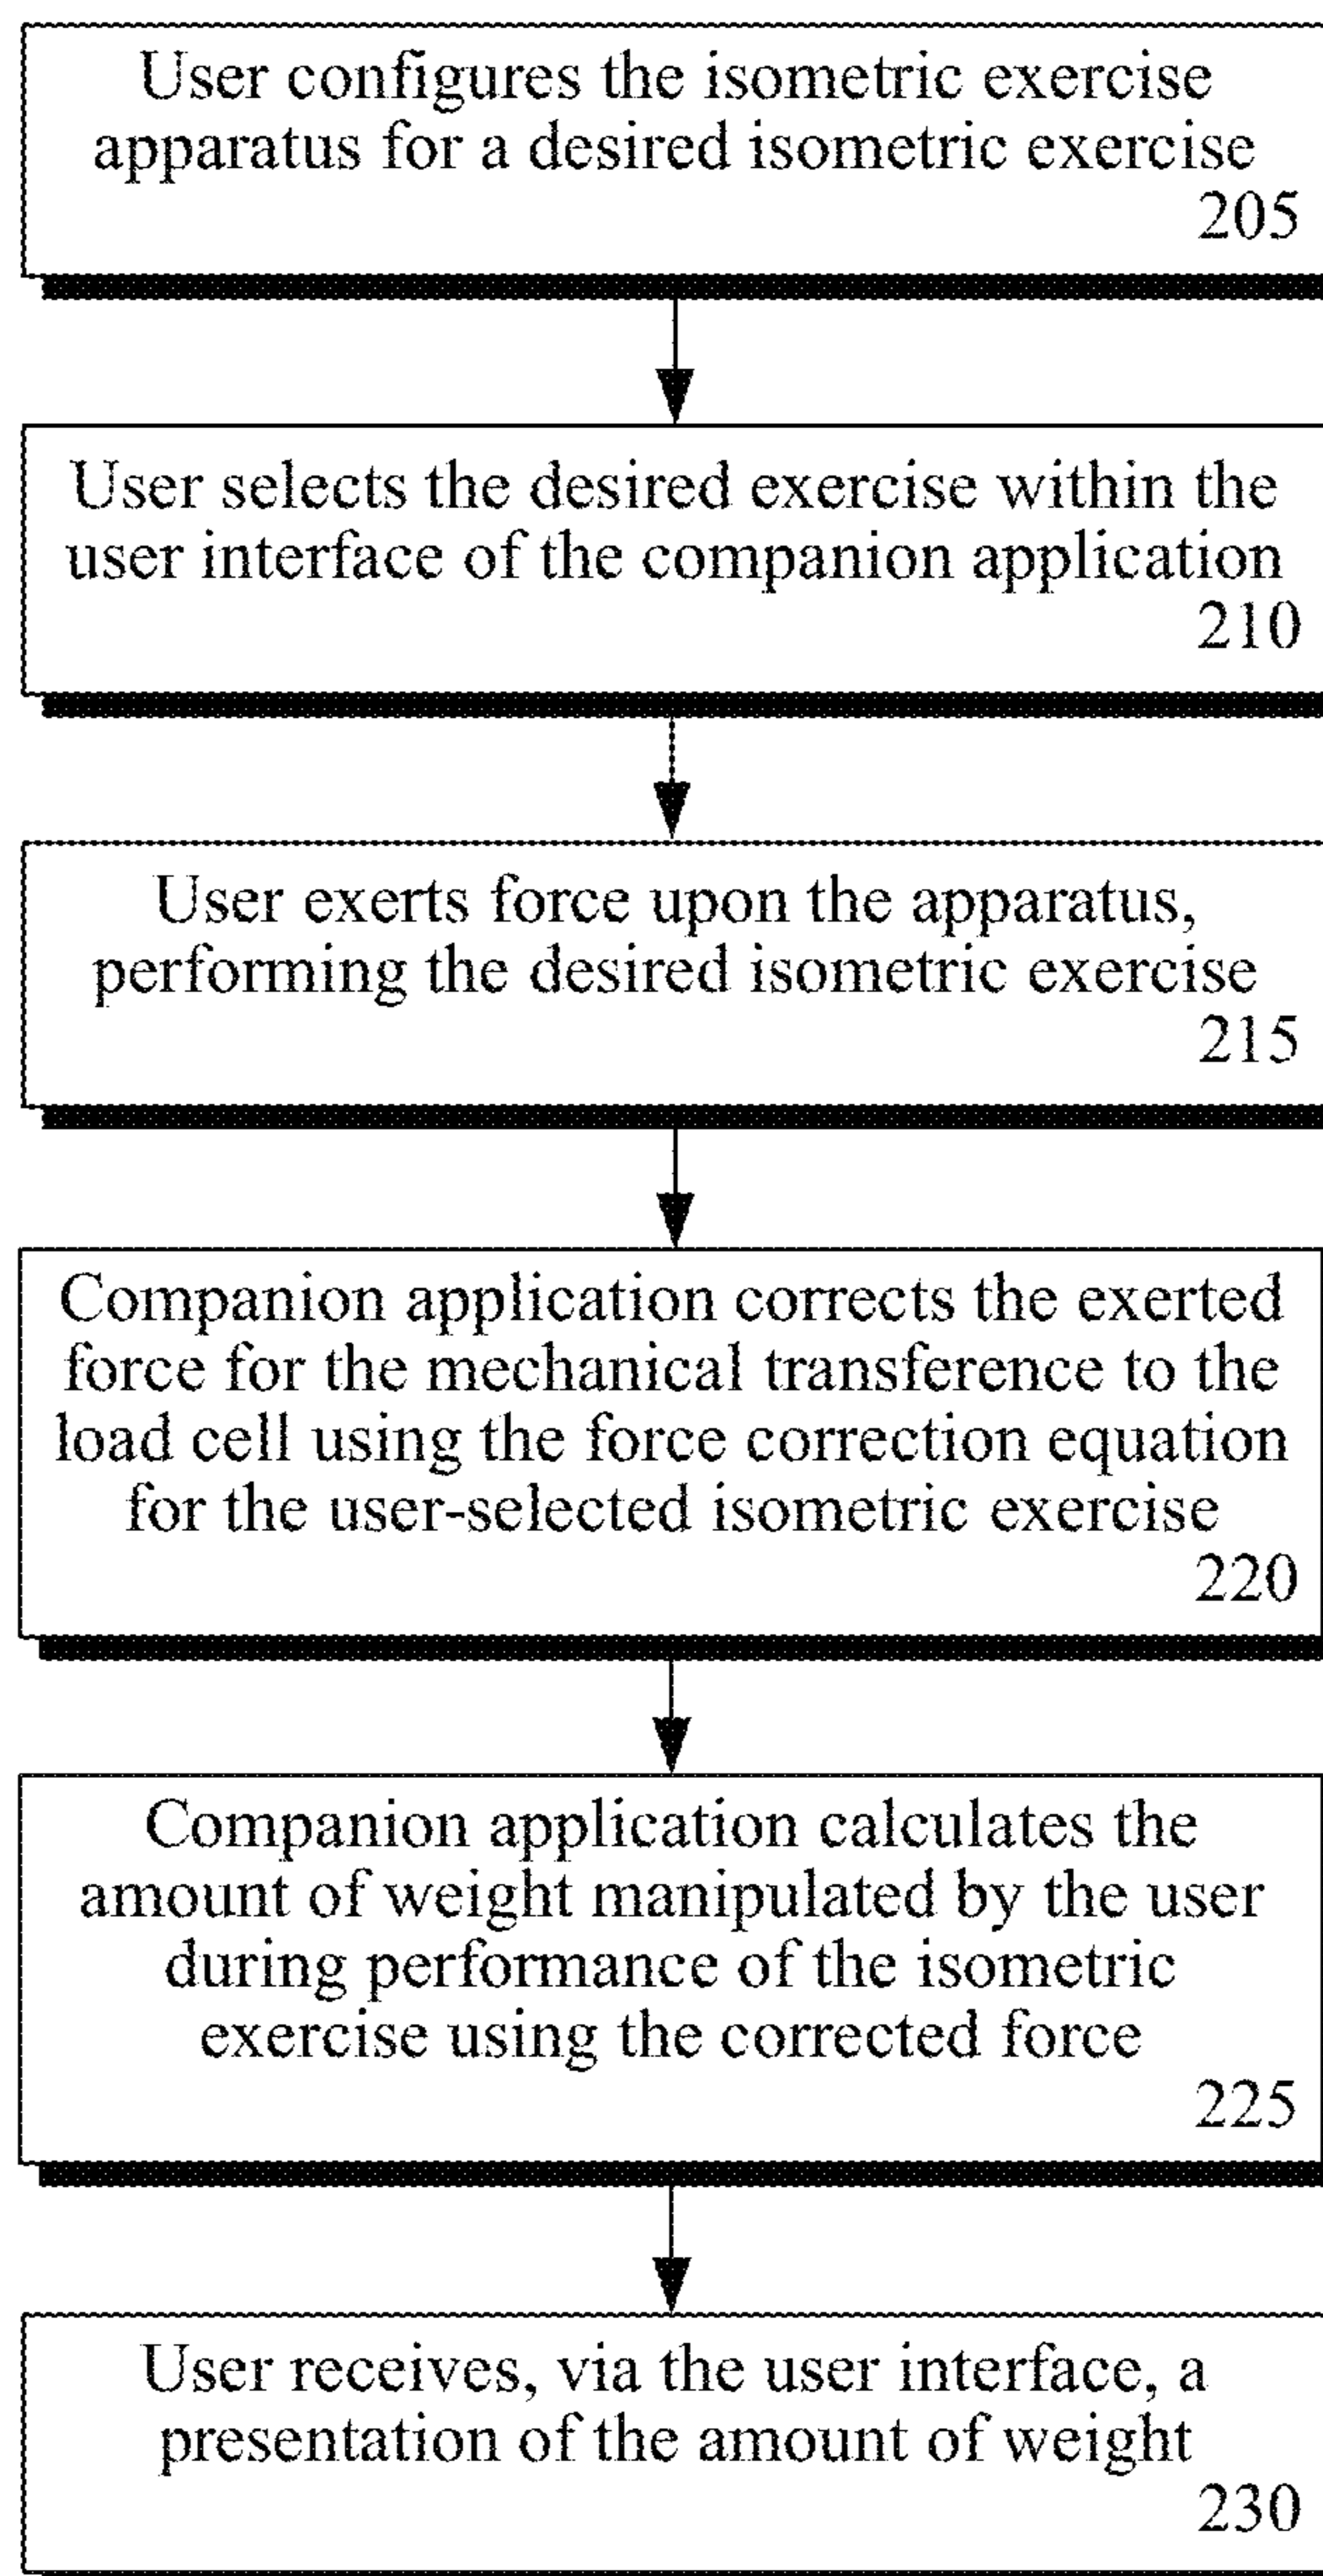 User configures the isometric exercise
apparatus for a desired isometric exercise
205
User selects the desired exercise within the
user interface of the companion application
210
User exerts force upon the apparatus,
performing the desired isometric exercise
215
Companion application corrects the exerted
force for the mechanical transference to the
load cell using the force correction equation
for the user-selected isometric exercise
220
Companion application calculates the
amount of weight manipulated by the user
during performance of the isometric
exercise using the corrected force
225
User receives, via the user interface, a
presentation of the amount of weight
230